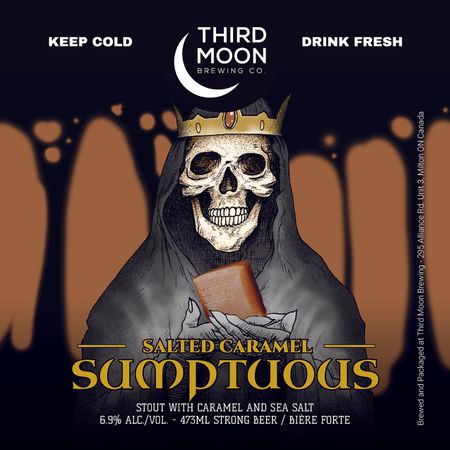 KEEP COLD
THIRD
MOON
BREWING CO.
DRINK FRESH
SALTED CARAMEL
SUMPTUOUS
STOUT WITH CARAMEL AND SEA SALT
6.9% ALC./VOL. - 473ML STRONG BEER / BIÈRE FORTE
Brewed and Packaged at Third Moon Brewing - 295 Alliance Rd. Unit 3, Milton ON Canada